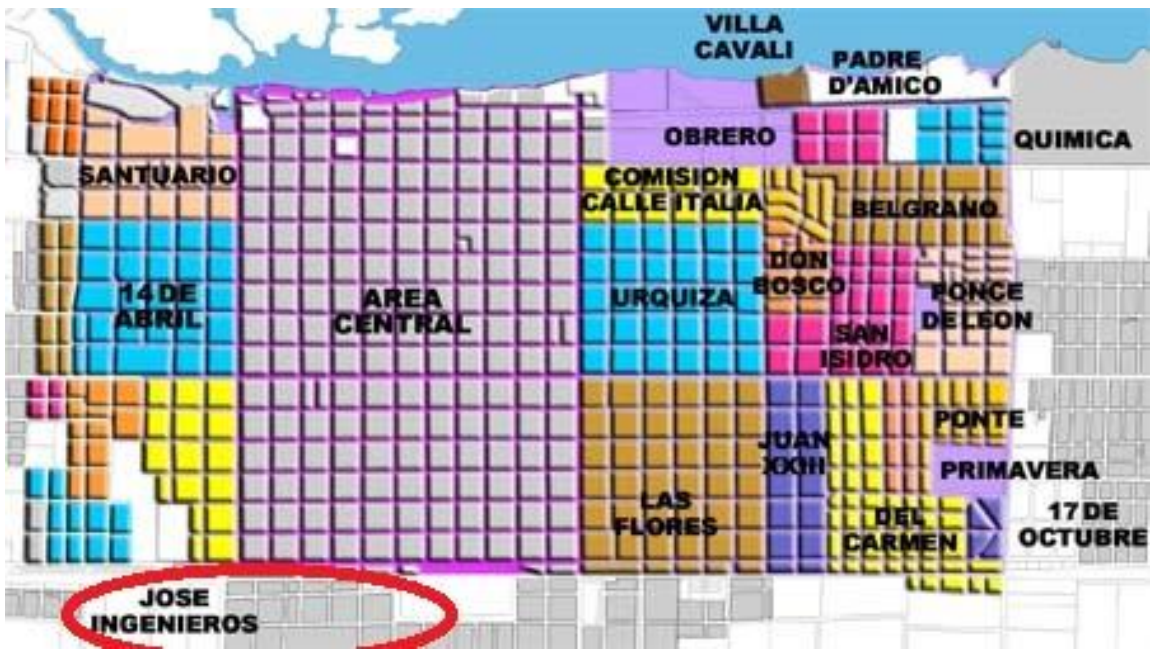 VILLA
CAVALI
PADRE
D'AMICO
OBRERO
QUIMICA
SANTUARIO
COMISION
CALLE ITALIA
BELGRANO
DON
BOSCO
14 DE
ABRIL
AREA
CENTRAL
URQUIZA
PONCE
DE LEON
SAN
ISIDRO
PONTE
JUAN
XXIII
PRIMAVERA
LAS
FLORES
DEL
CARMEN
17 DE
OCTUBRE
JOSE
INGENIEROS